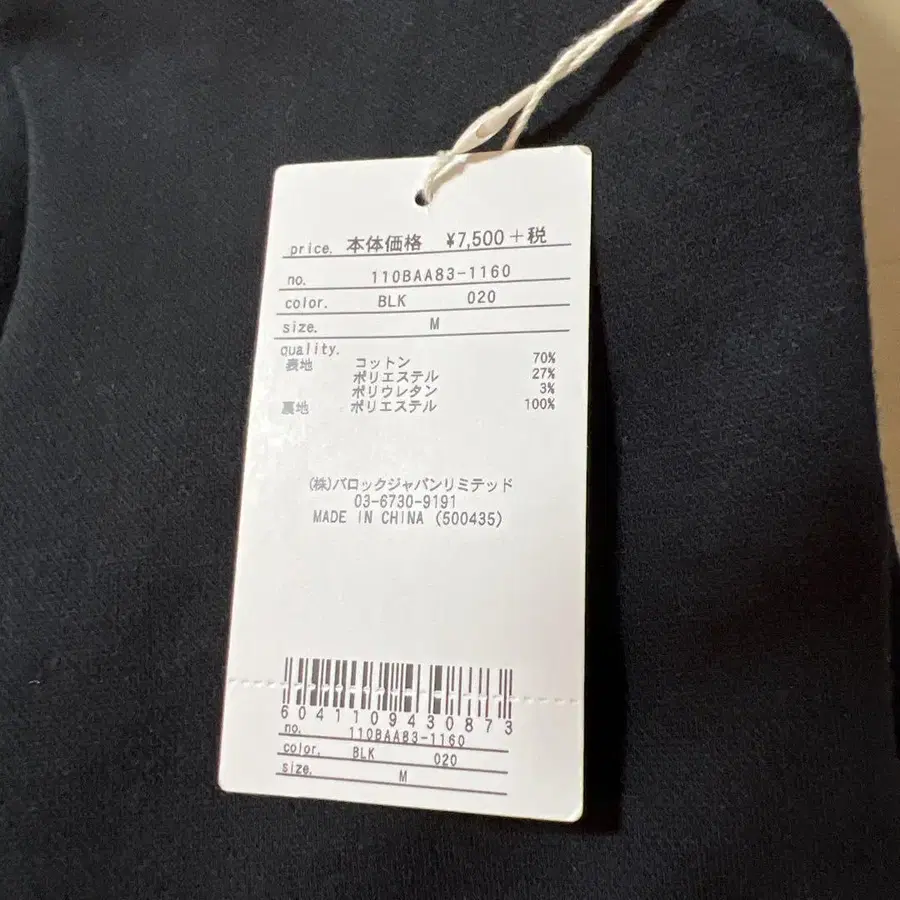 price. 本体価格 ¥7,500+税
no. 110BAA83-1160
color. BLK 020
size. M
quality.
表地 コットン 70%
ポリエステル 27%
ポリウレタン 3%
裏地 ポリエステル 100%
(株)バロックジャパンリミテッド
03-6730-9191
MADE IN CHINA (500435)
6041109430873
no. 110BAA83-1160
color. BLK 020
size. M